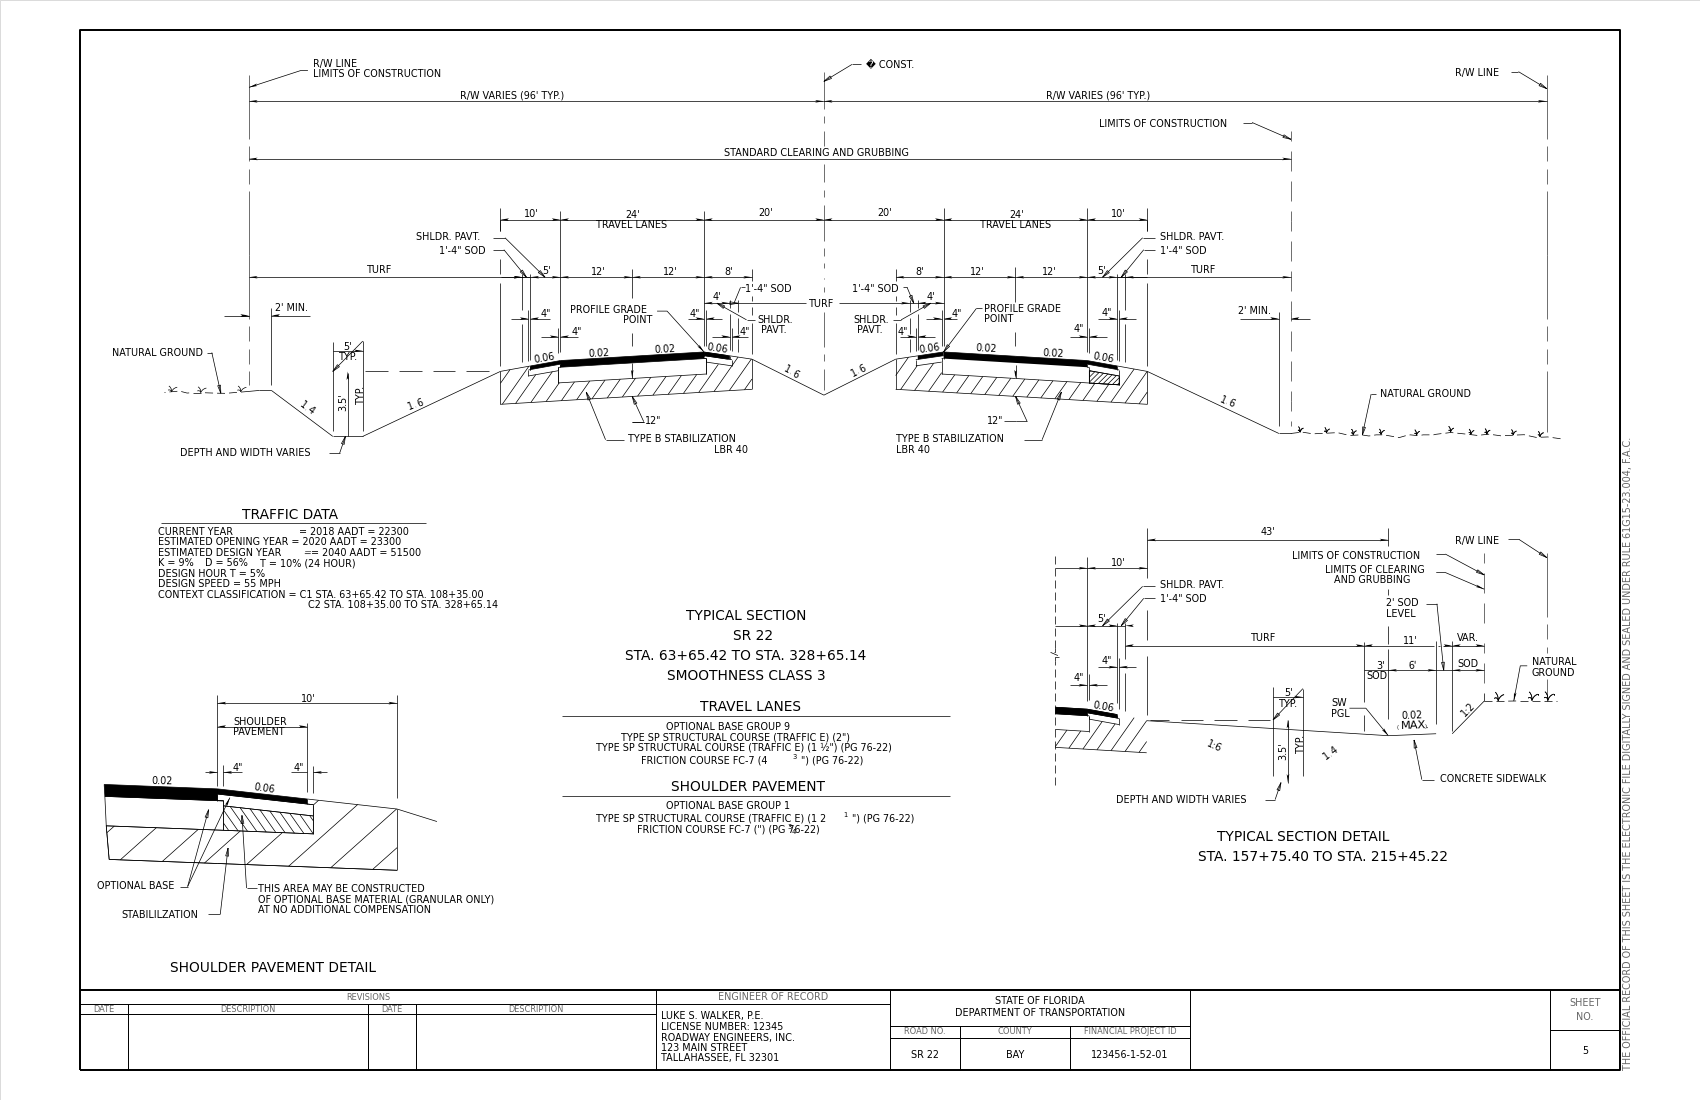 R/W LINE
LIMITS OF CONSTRUCTION
� CONST.
R/W LINE
R/W VARIES (96' TYP.)
R/W VARIES (96' TYP.)
LIMITS OF CONSTRUCTION
STANDARD CLEARING AND GRUBBING
10'
24'
TRAVEL LANES
20'
20'
24'
TRAVEL LANES
10'
SHLDR. PAVT.
1'-4" SOD
SHLDR. PAVT.
1'-4" SOD
TURF
5'
12'
12'
8'
8'
12'
12'
5'
TURF
1'-4" SOD
1'-4" SOD
4'
TURF
4'
2' MIN.
4"
PROFILE GRADE
POINT
4"
SHLDR.
PAVT.
SHLDR.
PAVT.
4"
PROFILE GRADE
POINT
4"
2' MIN.
4"
4"
4"
4"
NATURAL GROUND
5'
TYP.
0.06
0.02
0.02
0.06
0.06
0.02
0.02
0.06
1 6
1 6
3.5'
TYP.
1 4
1 6
1 6
NATURAL GROUND
12"
12"
DEPTH AND WIDTH VARIES
TYPE B STABILIZATION
LBR 40
TYPE B STABILIZATION
LBR 40
TRAFFIC DATA
CURRENT YEAR = 2018 AADT = 22300
ESTIMATED OPENING YEAR = 2020 AADT = 23300
ESTIMATED DESIGN YEAR == 2040 AADT = 51500
K = 9% D = 56% T = 10% (24 HOUR)
DESIGN HOUR T = 5%
DESIGN SPEED = 55 MPH
CONTEXT CLASSIFICATION = C1 STA. 63+65.42 TO STA. 108+35.00
C2 STA. 108+35.00 TO STA. 328+65.14
TYPICAL SECTION
SR 22
STA. 63+65.42 TO STA. 328+65.14
SMOOTHNESS CLASS 3
TRAVEL LANES
OPTIONAL BASE GROUP 9
TYPE SP STRUCTURAL COURSE (TRAFFIC E) (2")
TYPE SP STRUCTURAL COURSE (TRAFFIC E) (1 ½") (PG 76-22)
FRICTION COURSE FC-7 (4 3 ") (PG 76-22)
SHOULDER PAVEMENT
OPTIONAL BASE GROUP 1
TYPE SP STRUCTURAL COURSE (TRAFFIC E) (1 2 1 ") (PG 76-22)
FRICTION COURSE FC-7 (") (PG 76-22)
43'
10'
R/W LINE
LIMITS OF CONSTRUCTION
LIMITS OF CLEARING
AND GRUBBING
SHLDR. PAVT.
1'-4" SOD
2' SOD
LEVEL
5'
TURF
11'
VAR.
4"
3'
SOD
6'
SOD
NATURAL
GROUND
4"
5'
TYP.
SW
PGL
0.06
0.02
(MAX)
1:2
1:6
3.5'
TYP.
1 4
CONCRETE SIDEWALK
DEPTH AND WIDTH VARIES
TYPICAL SECTION DETAIL
STA. 157+75.40 TO STA. 215+45.22
10'
SHOULDER
PAVEMENT
4"
4"
0.02
0.06
OPTIONAL BASE
STABILILZATION
THIS AREA MAY BE CONSTRUCTED
OF OPTIONAL BASE MATERIAL (GRANULAR ONLY)
AT NO ADDITIONAL COMPENSATION
SHOULDER PAVEMENT DETAIL
REVISIONS
DATE
DESCRIPTION
DATE
DESCRIPTION
ENGINEER OF RECORD
LUKE S. WALKER, P.E.
LICENSE NUMBER: 12345
ROADWAY ENGINEERS, INC.
123 MAIN STREET
TALLAHASSEE, FL 32301
STATE OF FLORIDA
DEPARTMENT OF TRANSPORTATION
ROAD NO.
COUNTY
FINANCIAL PROJECT ID
SR 22
BAY
123456-1-52-01
SHEET
NO.
5
THE OFFICIAL RECORD OF THIS SHEET IS THE ELECTRONIC FILE DIGITALLY SIGNED AND SEALED UNDER RULE 61G15-23.004, F.A.C.